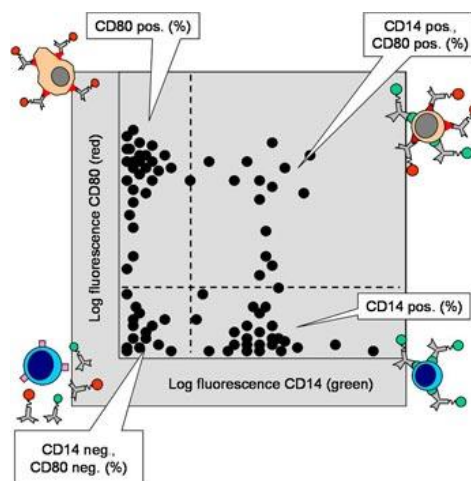 CD80 pos. (%)
CD14 pos.,
CD80 pos. (%)
Log fluorescence CD80 (red)
CD14 pos. (%)
Log fluorescence CD14 (green)
CD14 neg.,
CD80 neg. (%)